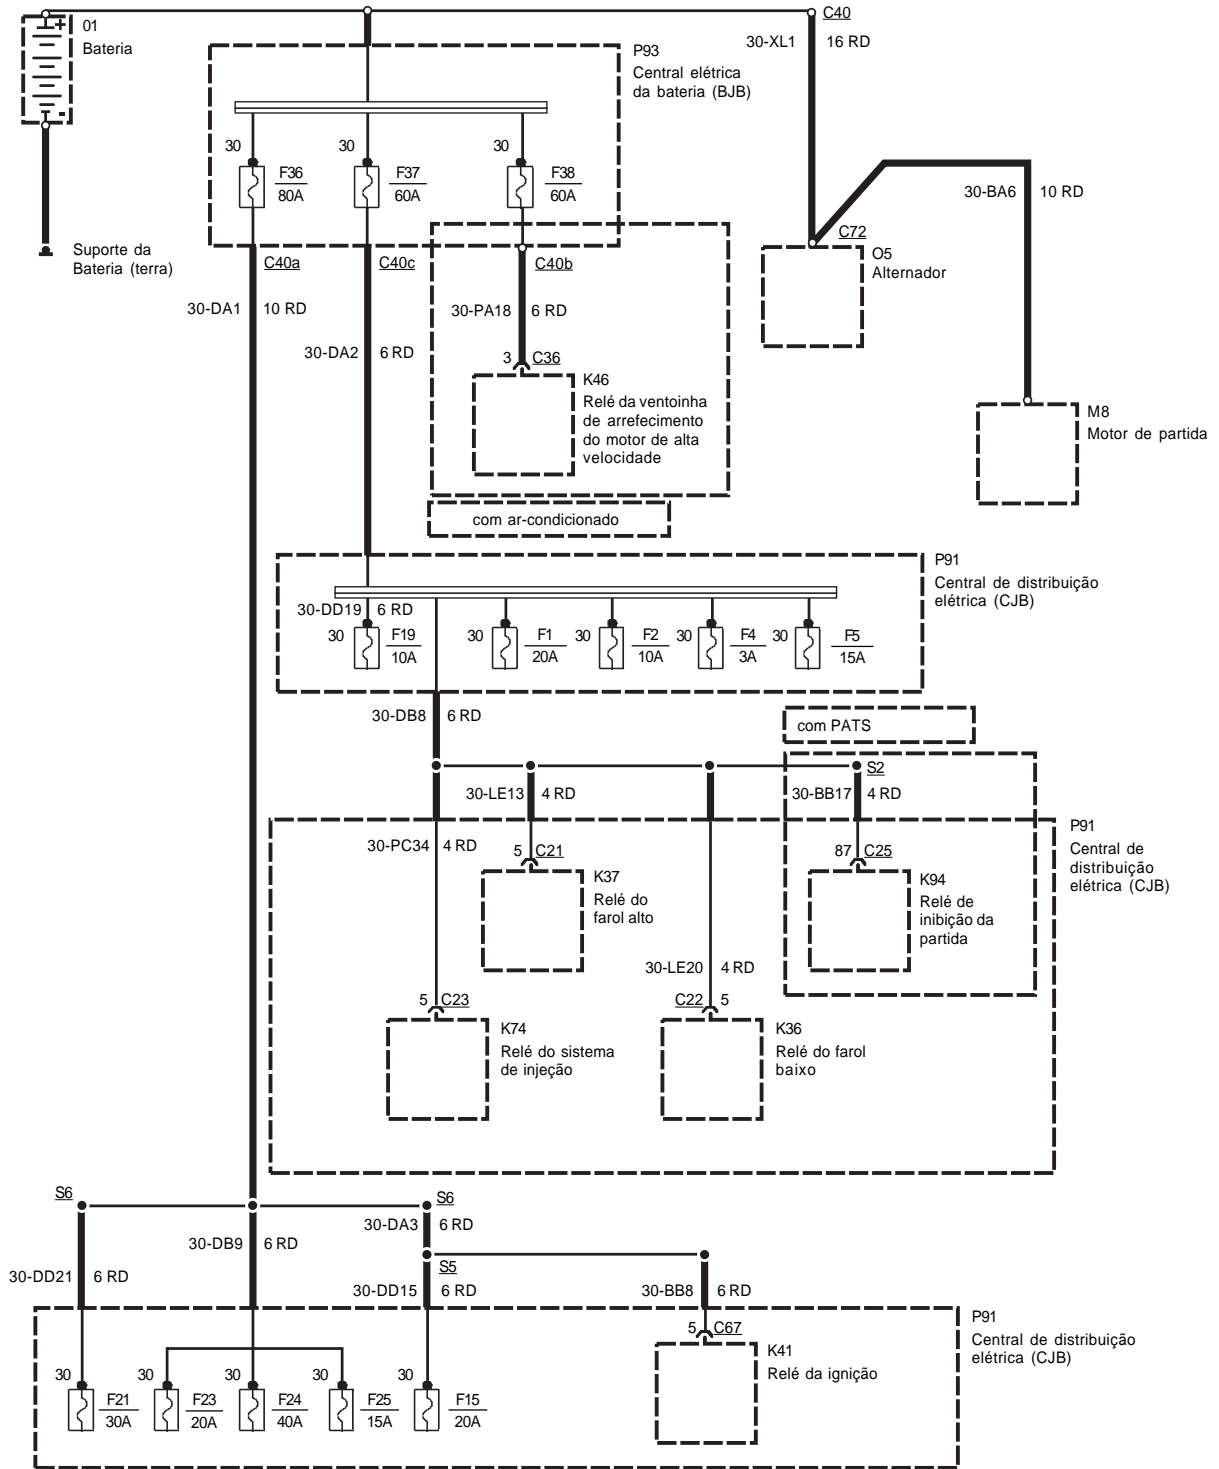 01
Bateria
C40
30-XL1 16 RD
P93
Central elétrica
da bateria (BJB)
30 30 30
F36
80A
F37
60A
F38
60A
30-BA6 10 RD
C72
O5
Alternador
Suporte da
Bateria (terra)
C40a C40c C40b
30-DA1 10 RD
30-PA18 6 RD
30-DA2 6 RD
3 C36
K46
Relé da ventoinha
de arrefecimento
do motor de alta
velocidade
M8
Motor de partida
com ar-condicionado
P91
Central de distribuição
elétrica (CJB)
30-DD19 6 RD
30 F19
10A
30 F1
20A
30 F2
10A
30 F4
3A
30 F5
15A
30-DB8 6 RD
com PATS
S2
30-LE13 4 RD
30-BB17 4 RD
P91
Central de
distribuição
elétrica (CJB)
30-PC34 4 RD
5 C21
87 C25
K37
Relé do
farol alto
K94
Relé de
inibição da
partida
30-LE20 4 RD
5 C23
C22 5
K74
Relé do sistema
de injeção
K36
Relé do farol
baixo
S6 S6
30-DA3 6 RD
30-DB9 6 RD
S5
30-DD21 6 RD
30-DD15 6 RD
30-BB8 6 RD
P91
Central de distribuição
elétrica (CJB)
5 C67
K41
Relé da ignição
30 30 30 30 30
F21
30A
F23
20A
F24
40A
F25
15A
F15
20A